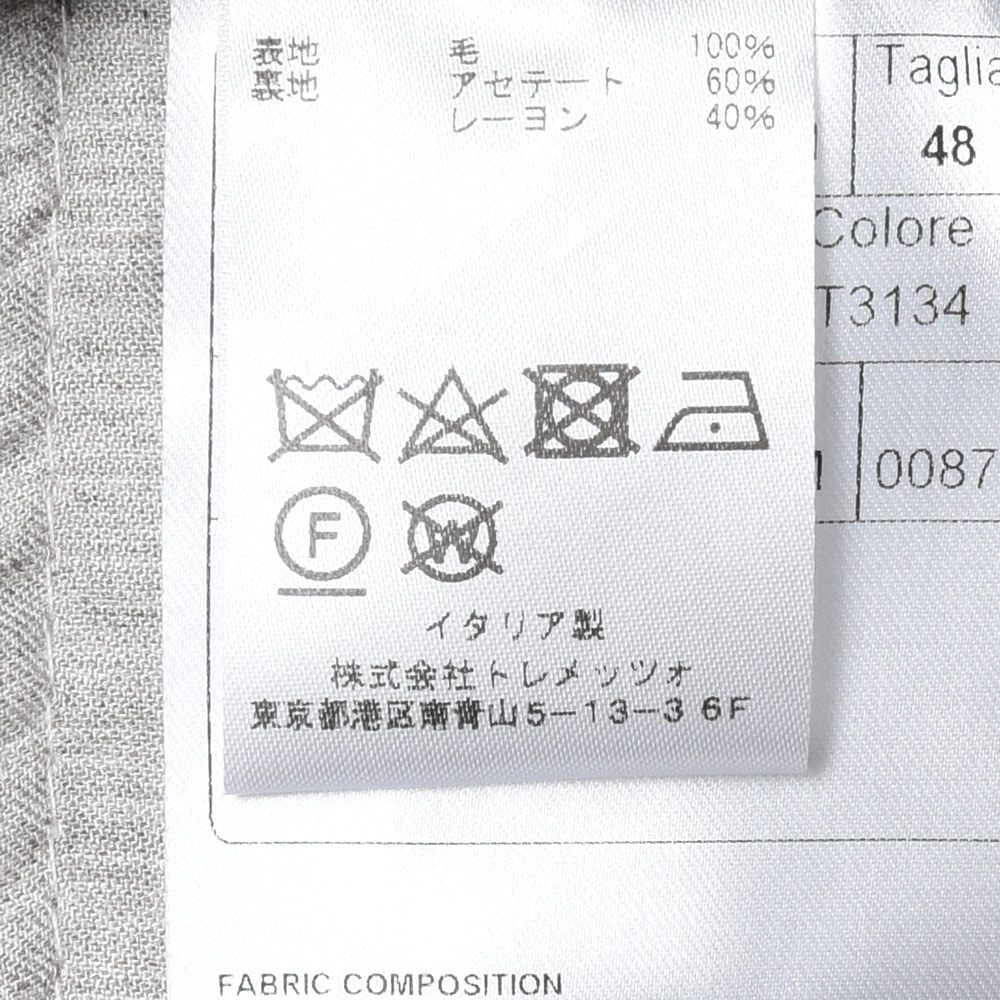 表地 毛 100%
裏地 アセテート 60%
レーヨン 40%
F
W
イタリア製
株式会社トレメッツォ
東京都港区南青山5-13-3 6F
Taglia
48
Colore
T3134
0087
FABRIC COMPOSITION